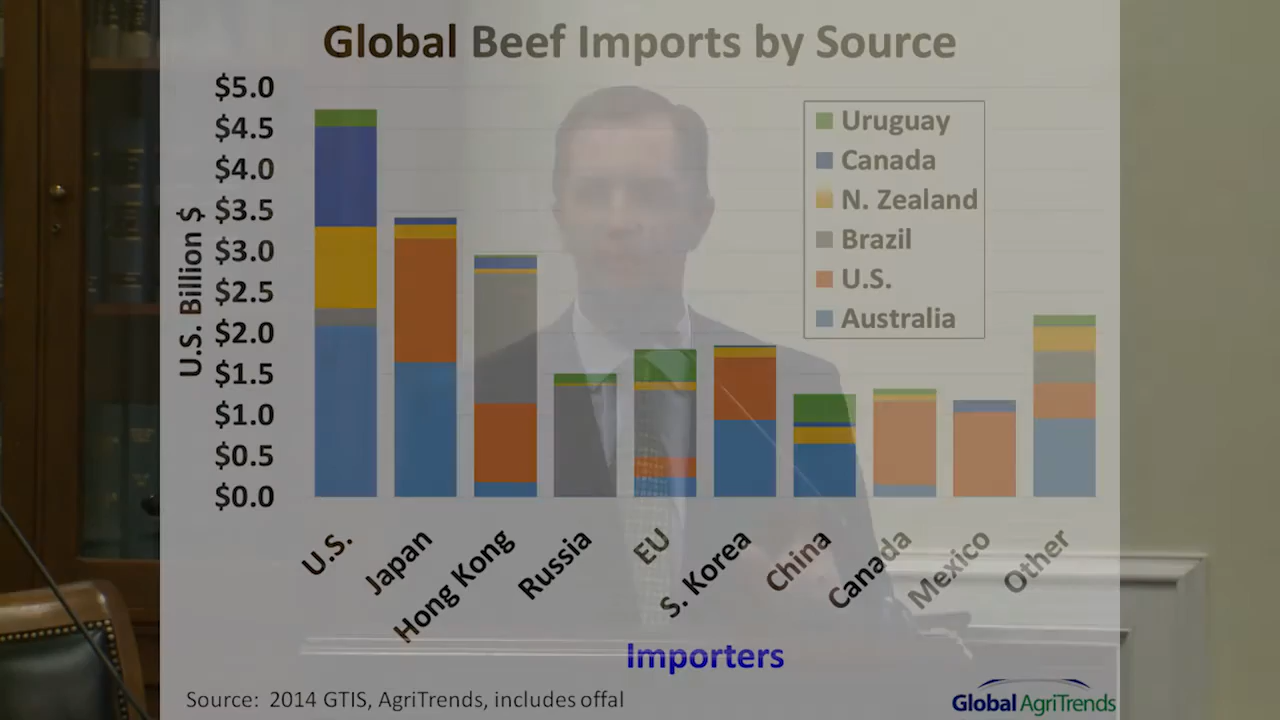 Global Beef Imports by Source
U.S. Billion $
$5.0
$4.5
$4.0
$3.5
$3.0
$2.5
$2.0
$1.5
$1.0
$0.5
$0.0
Uruguay
Canada
N. Zealand
Brazil
U.S.
Australia
U.S.
Japan
Hong Kong
Russia
EU
S. Korea
China
Canada
Mexico
Other
Importers
Source: 2014 GTIS, AgriTrends, includes offal
Global AgriTrends